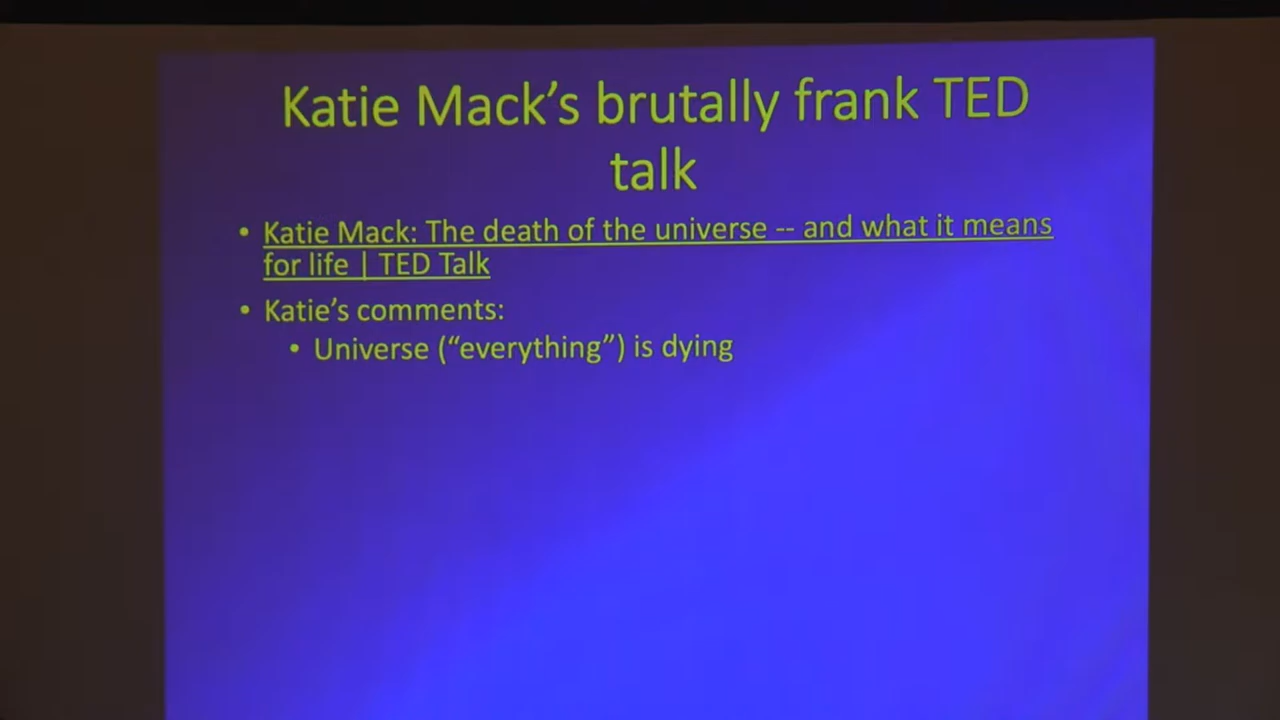 Katie Mack’s brutally frank TED
talk
• Katie Mack: The death of the universe -- and what it means
for life | TED Talk
• Katie’s comments:
• Universe (“everything”) is dying